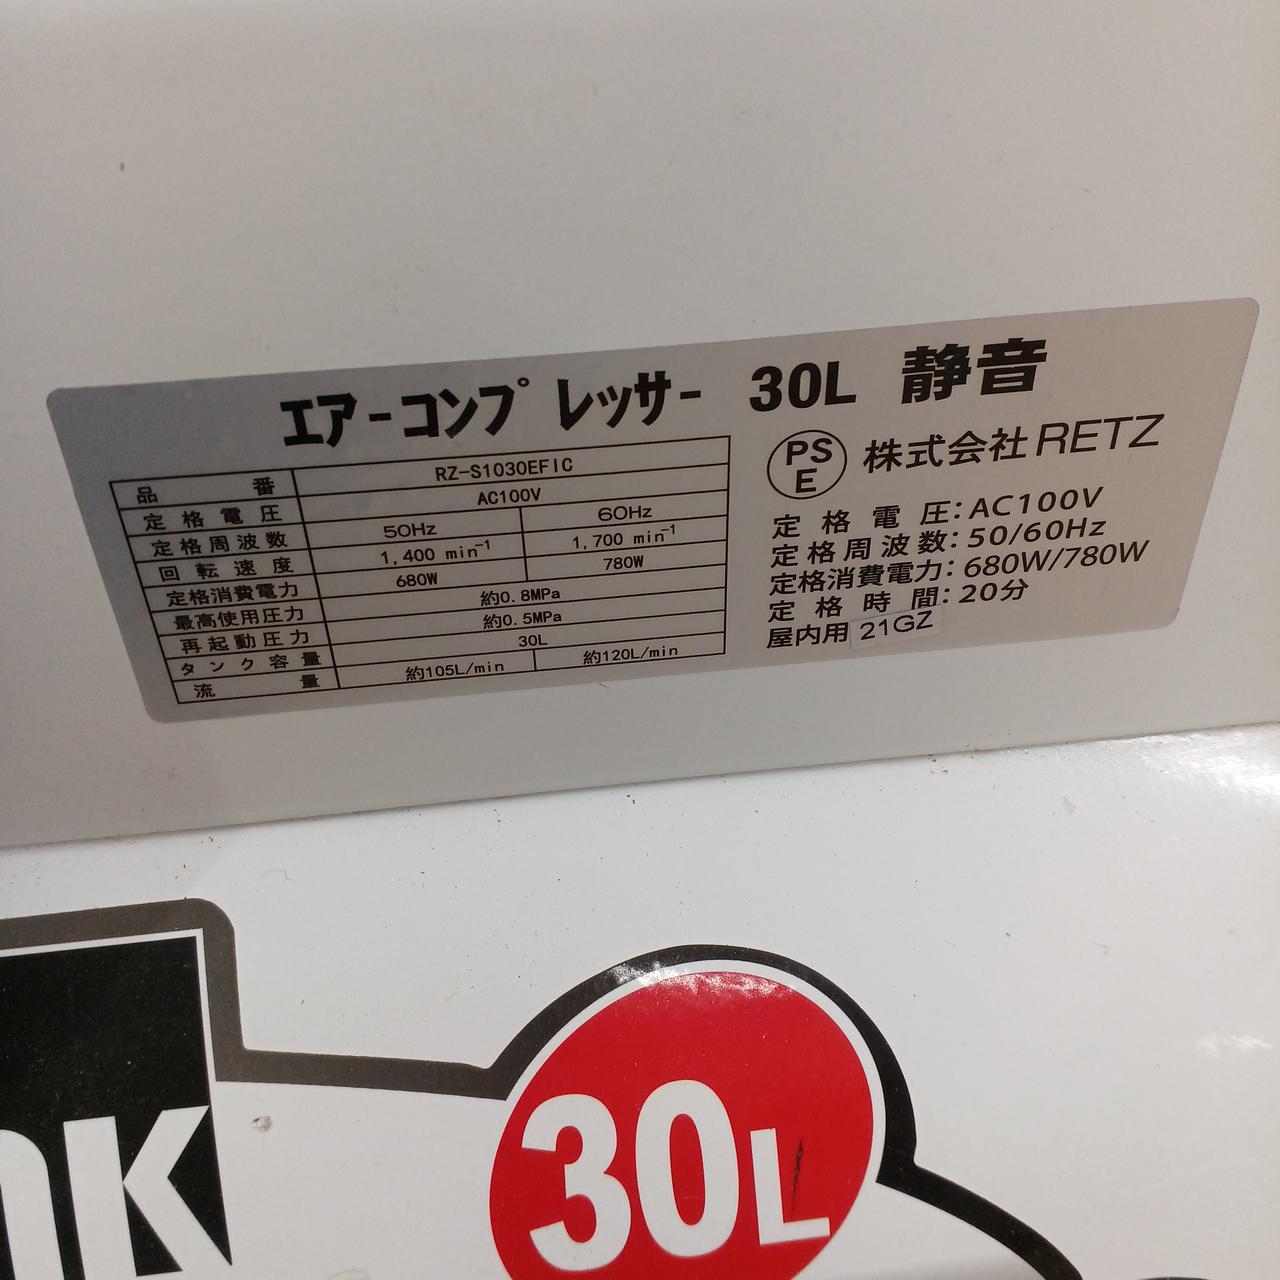 エアーコンプレッサー 30L 静音
品番 RZ-S1030EFIC
定格電圧 AC100V
定格周波数 50Hz 60Hz
回転速度 1,400 min-1 1,700 min-1
定格消費電力 680W 780W
最高使用圧力 約0.8MPa
再起動圧力 約0.5MPa
タンク容量 30L
流量 約105L/min 約120L/min
PS
E
株式会社RETZ
定格電圧:AC100V
定格周波数:50/60Hz
定格消費電力:680W/780W
定格時間:20分
屋内用 21GZ
nK
30L